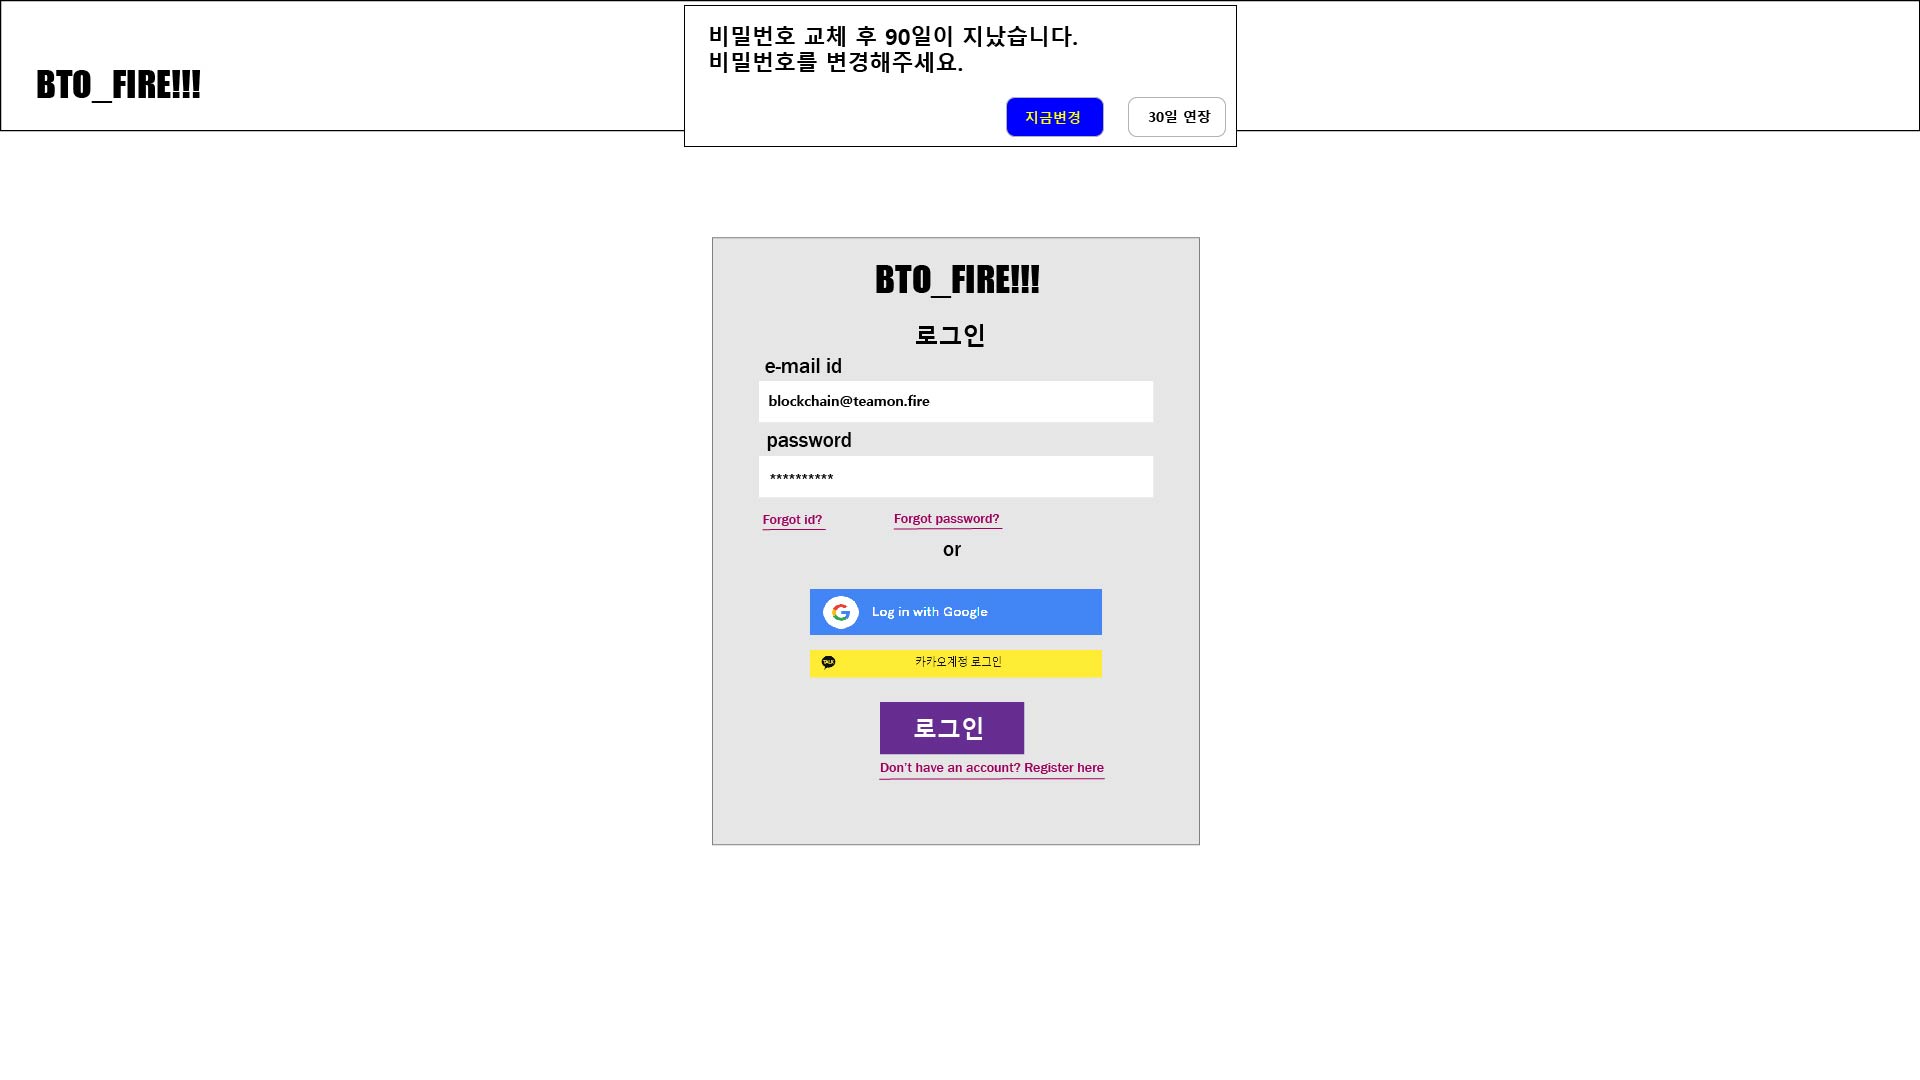 비밀번호 교체 후 90일이 지났습니다.
비밀번호를 변경해주세요.
BTO_FIRE!!!
지금변경
30일 연장
BTO_FIRE!!!
로그인
e-mail id
blockchain@teamon.fire
password
**********
Forgot id?
Forgot password?
or
Log in with Google
TALK
카카오계정 로그인
로그인
Don't have an account? Register here